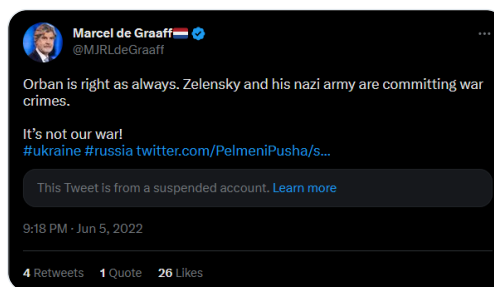 Marcel de Graaff
@MJRLdeGraaff
Orban is right as always. Zelensky and his nazi army are committing war
crimes.
It's not our war!
#ukraine #russia twitter.com/PelmeniPusha/s...
This Tweet is from a suspended account. Learn more
9:18 PM · Jun 5, 2022
4 Retweets 1 Quote 26 Likes